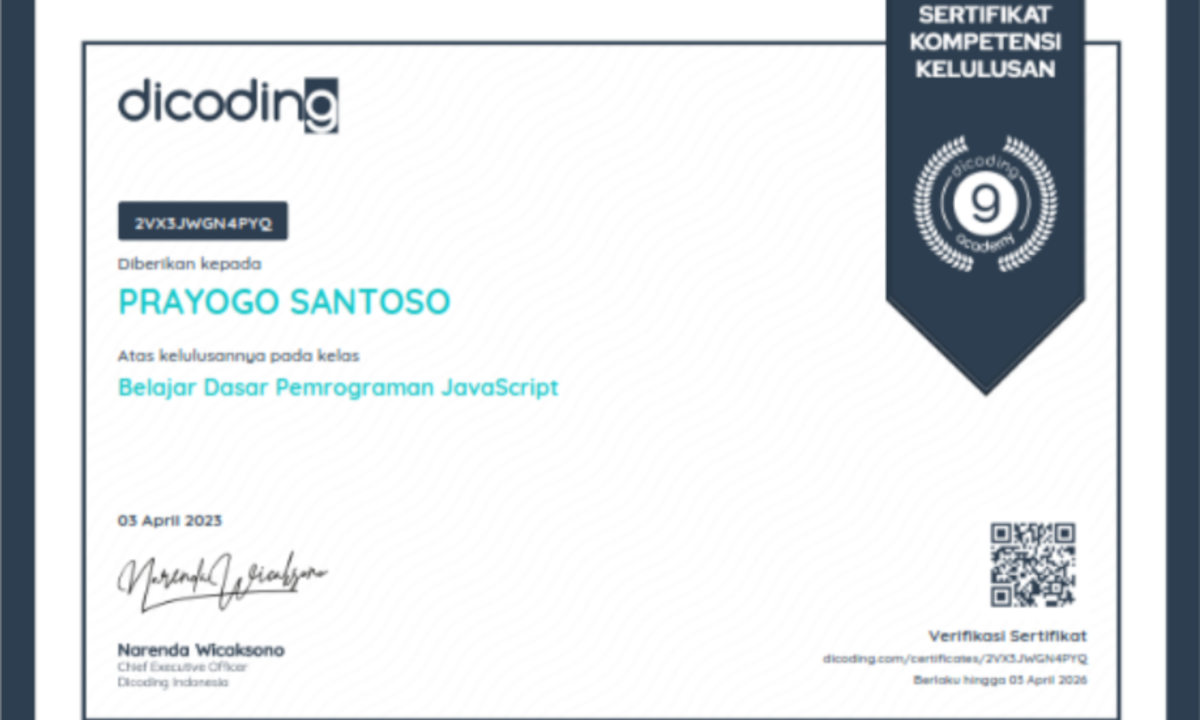 SERTIFIKAT
KOMPETENSI
KELULUSAN
dicoding
dicoding
9
academy
2VX3JWGN4PYQ
Diberikan kepada
PRAYOGO SANTOSO
Atas kelulusannya pada kelas
Belajar Dasar Pemrograman JavaScript
03 April 2023
Narenda Wicaksono
Narenda Wicaksono
Chief Executive Officer
Dicoding Indonesia
Verifikasi Sertifikat
dicoding.com/certificates/2VX3JWGN4PYQ
Berlaku hingga 03 April 2026